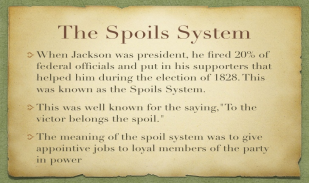 The Spoils System
When Jackson was president, he fired 20% of
federal officials and put in his supporters that
helped him during the election of 1828. This
was known as the Spoils System.
This was well known for the saying,"To the
victor belongs the spoil."
The meaning of the spoil system was to give
appointive jobs to loyal members of the party
in power